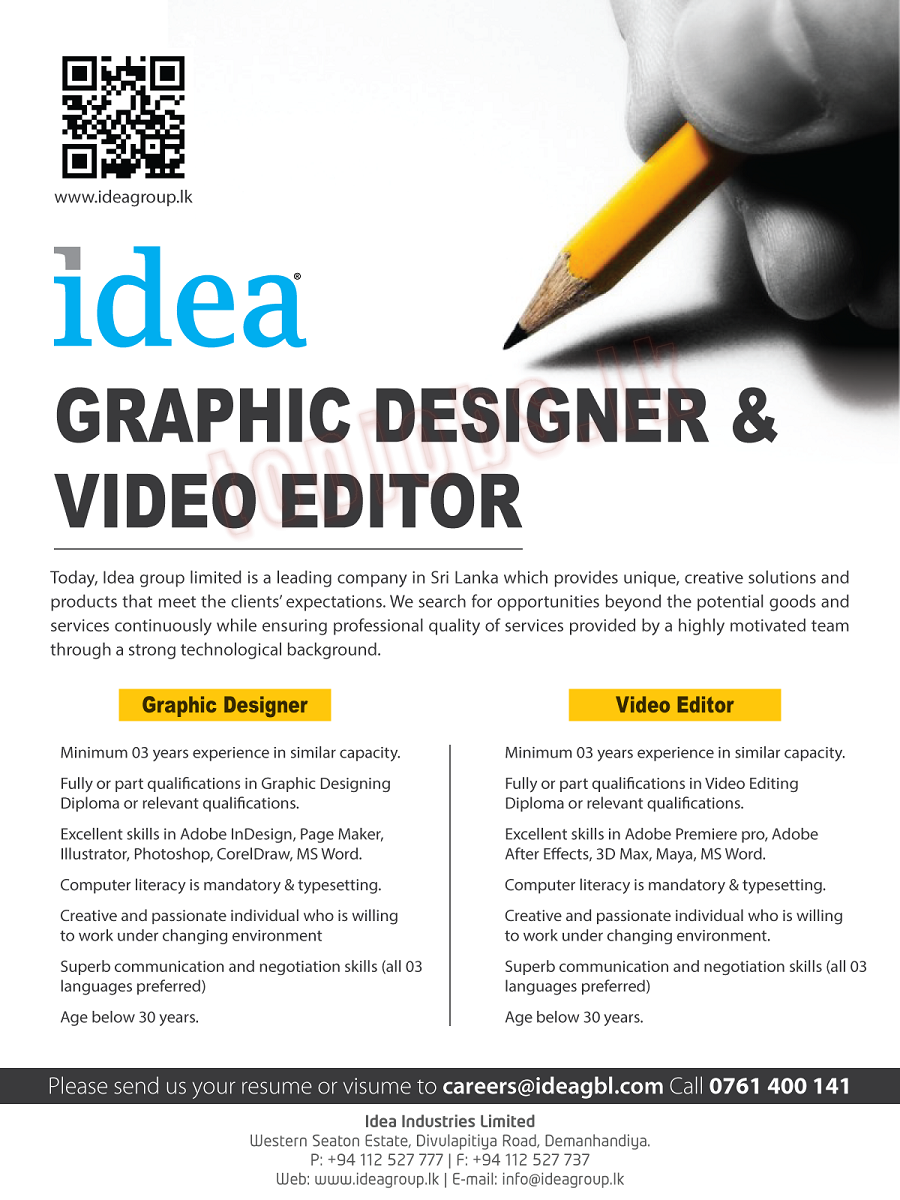 www.ideagroup.lk
idea®
GRAPHIC DESIGNER &
VIDEO EDITOR
topjobs.lk
Today, Idea group limited is a leading company in Sri Lanka which provides unique, creative solutions and
products that meet the clients' expectations. We search for opportunities beyond the potential goods and
services continuously while ensuring professional quality of services provided by a highly motivated team
through a strong technological background.
Graphic Designer
Minimum 03 years experience in similar capacity.
Fully or part qualifications in Graphic Designing
Diploma or relevant qualifications.
Excellent skills in Adobe InDesign, Page Maker,
Illustrator, Photoshop, CorelDraw, MS Word.
Computer literacy is mandatory & typesetting.
Creative and passionate individual who is willing
to work under changing environment
Superb communication and negotiation skills (all 03
languages preferred)
Age below 30 years.
Video Editor
Minimum 03 years experience in similar capacity.
Fully or part qualifications in Video Editing
Diploma or relevant qualifications.
Excellent skills in Adobe Premiere pro, Adobe
After Effects, 3D Max, Maya, MS Word.
Computer literacy is mandatory & typesetting.
Creative and passionate individual who is willing
to work under changing environment.
Superb communication and negotiation skills (all 03
languages preferred)
Age below 30 years.
Please send us your resume or visume to careers@ideagbl.com Call 0761 400 141
Idea Industries Limited
Western Seaton Estate, Divulapitiya Road, Demanhandiya.
P: +94 112 527 777 | F: +94 112 527 737
Web: www.ideagroup.lk | E-mail: info@ideagroup.lk